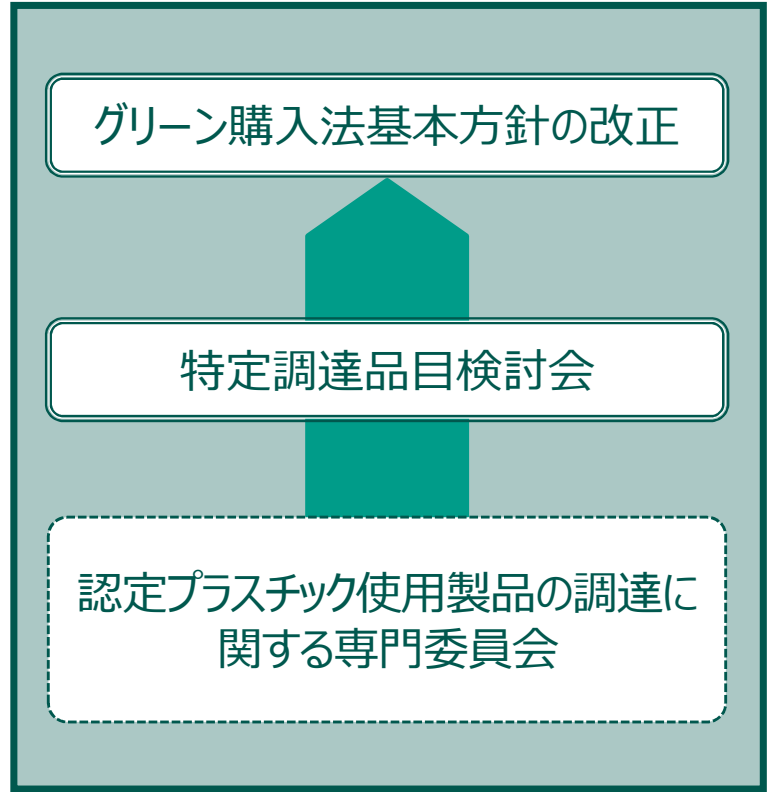 グリーン購入法基本方針の改正
特定調達品目検討会
認定プラスチック使用製品の調達に
関する専門委員会